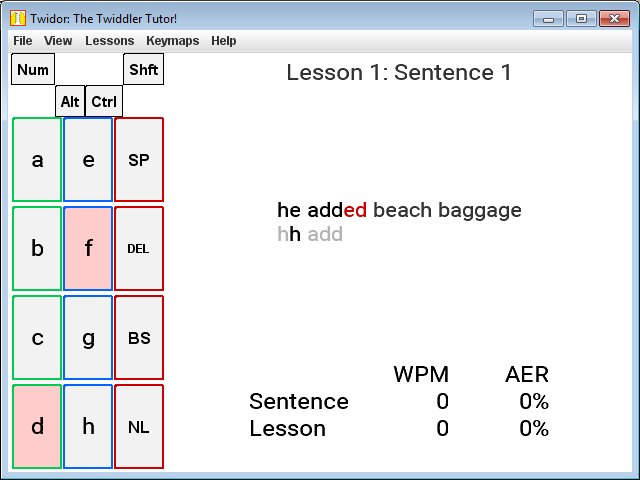 Twidor: The Twiddler Tutor!
File View Lessons Keymaps Help
Num Shft
Alt Ctrl
Lesson 1: Sentence 1
a e SP
b f DEL
c g BS
d h NL
he added beach baggage
hh add
WPM AER
Sentence 0 0%
Lesson 0 0%